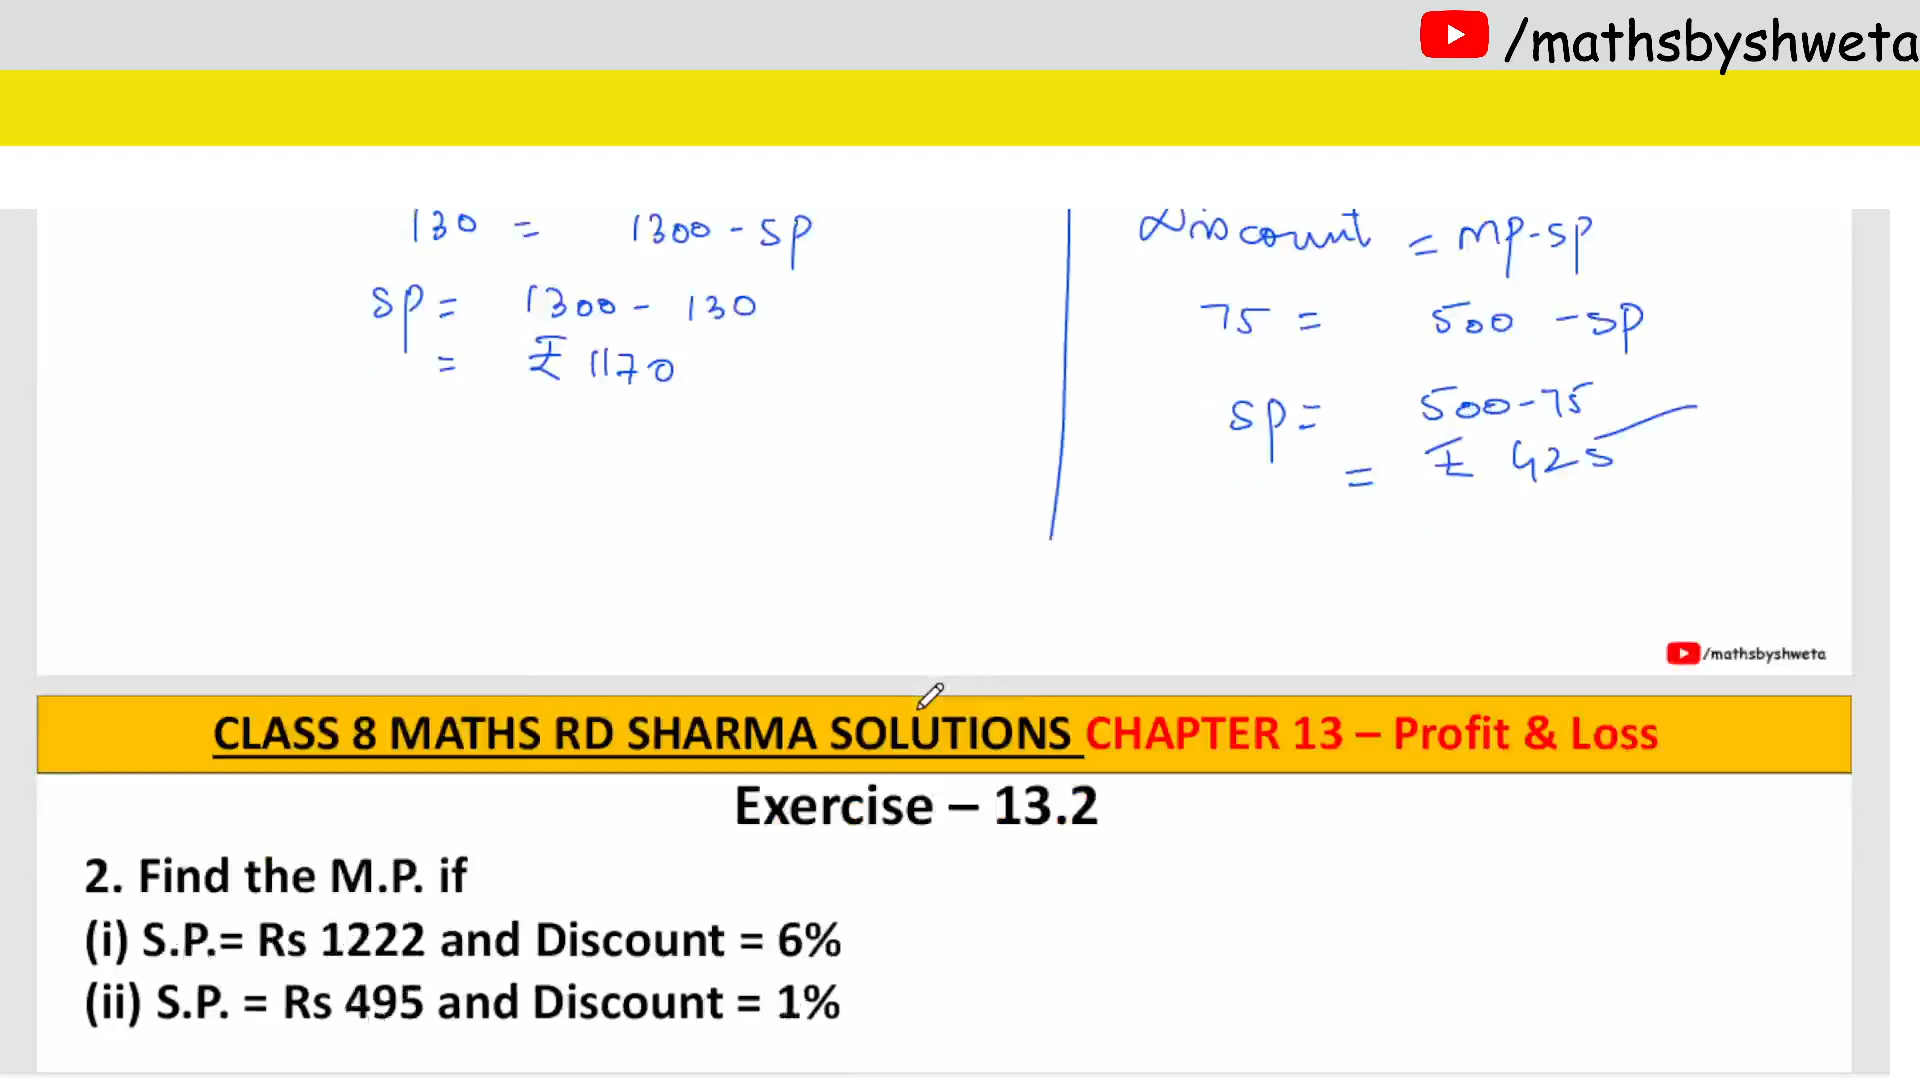 /mathsbyshweta
130 = 1300 - SP
SP = 1300 - 130
= ₹ 1170
Discount = MP-SP
75 = 500 - SP
SP = 500-75
= ₹ 425
/mathsbyshweta
CLASS 8 MATHS RD SHARMA SOLUTIONS CHAPTER 13 – Profit & Loss
Exercise – 13.2
2. Find the M.P. if
(i) S.P.= Rs 1222 and Discount = 6%
(ii) S.P. = Rs 495 and Discount = 1%